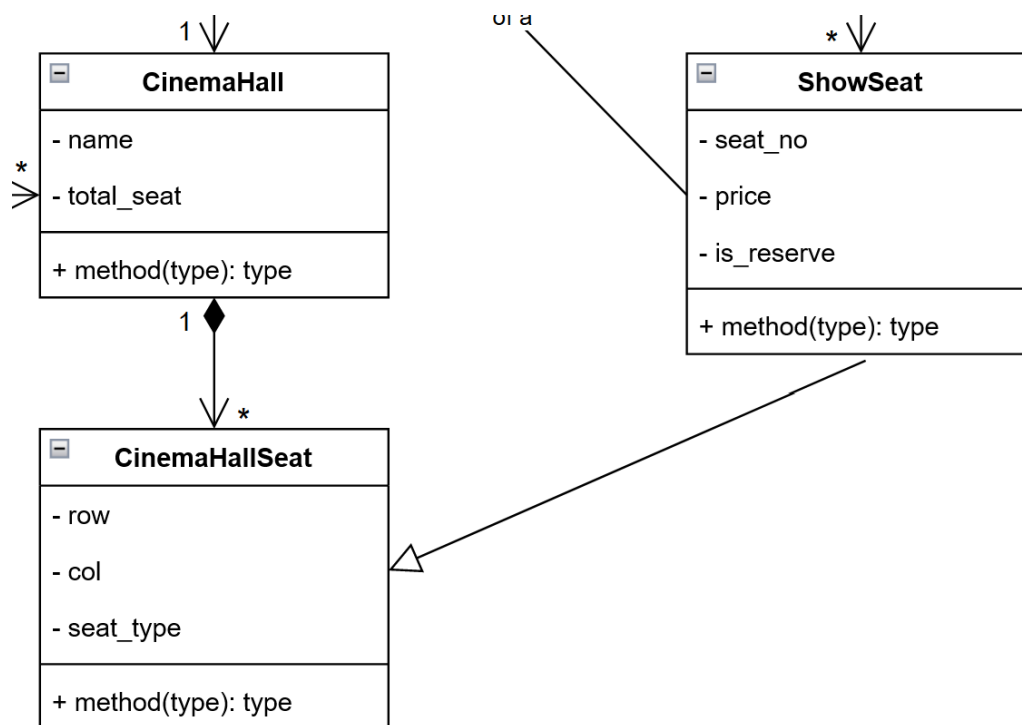 1
CinemaHall
- name
*
- total_seat
+ method(type): type
1
*
CinemaHallSeat
- row
- col
- seat_type
+ method(type): type
of a
*
ShowSeat
- seat_no
- price
- is_reserve
+ method(type): type